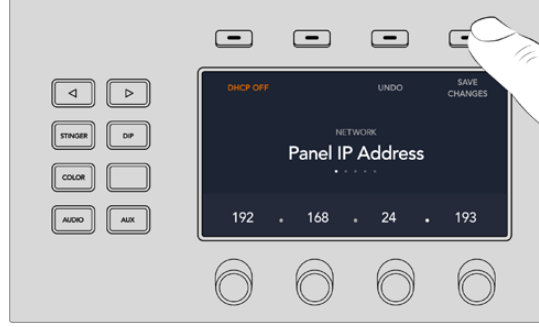 DHCP OFF
UNDO
SAVE
CHANGES
NETWORK
Panel IP Address
192 . 168 . 24 . 193
STINGER
DIP
COLOR
AUDIO
AUX